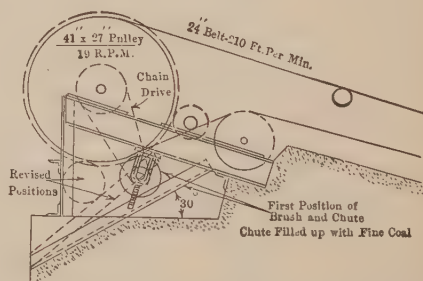 41" x 27" Pulley
19 R.P.M.
24" Belt-210 Ft. Per Min.
Chain
Drive
Revised
Positions
30
First Position of
Brush and Chute
Chute Filled up with Fine Coal